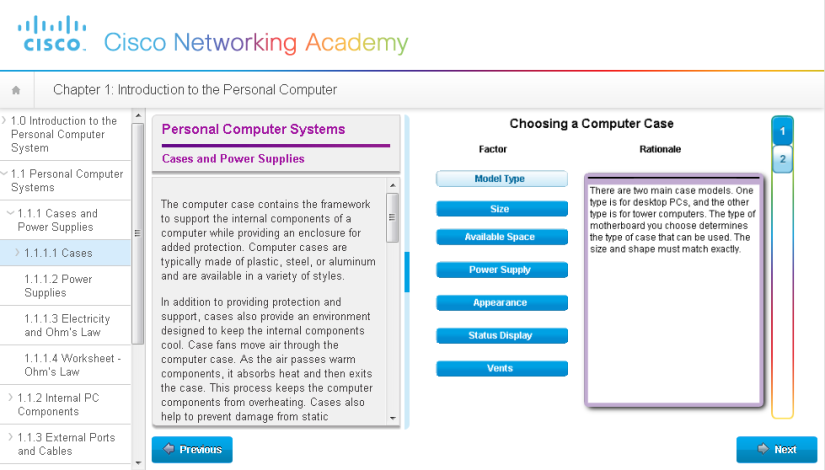 CISCO.
Cisco Networking Academy
Chapter 1: Introduction to the Personal Computer
1.0 Introduction to the
Personal Computer
System
1.1 Personal Computer
Systems
1.1.1 Cases and
Power Supplies
1.1.1.1 Cases
1.1.1.2 Power
Supplies
1.1.1.3 Electricity
and Ohm's Law
1.1.1.4 Worksheet -
Ohm's Law
1.1.2 Internal PC
Components
1.1.3 External Ports
and Cables
Personal Computer Systems
Cases and Power Supplies
The computer case contains the framework
to support the internal components of a
computer while providing an enclosure for
added protection. Computer cases are
typically made of plastic, steel, or aluminum
and are available in a variety of styles.
In addition to providing protection and
support, cases also provide an environment
designed to keep the internal components
cool. Case fans move air through the
computer case. As the air passes warm
components, it absorbs heat and then exits
the case. This process keeps the computer
components from overheating. Cases also
help to prevent damage from static
Previous
Choosing a Computer Case
Factor
Rationale
Model Type
Size
Available Space
Power Supply
Appearance
Status Display
Vents
There are two main case models. One
type is for desktop PCs, and the other
type is for tower computers. The type of
motherboard you choose determines
the type of case that can be used. The
size and shape must match exactly.
1
2
Next